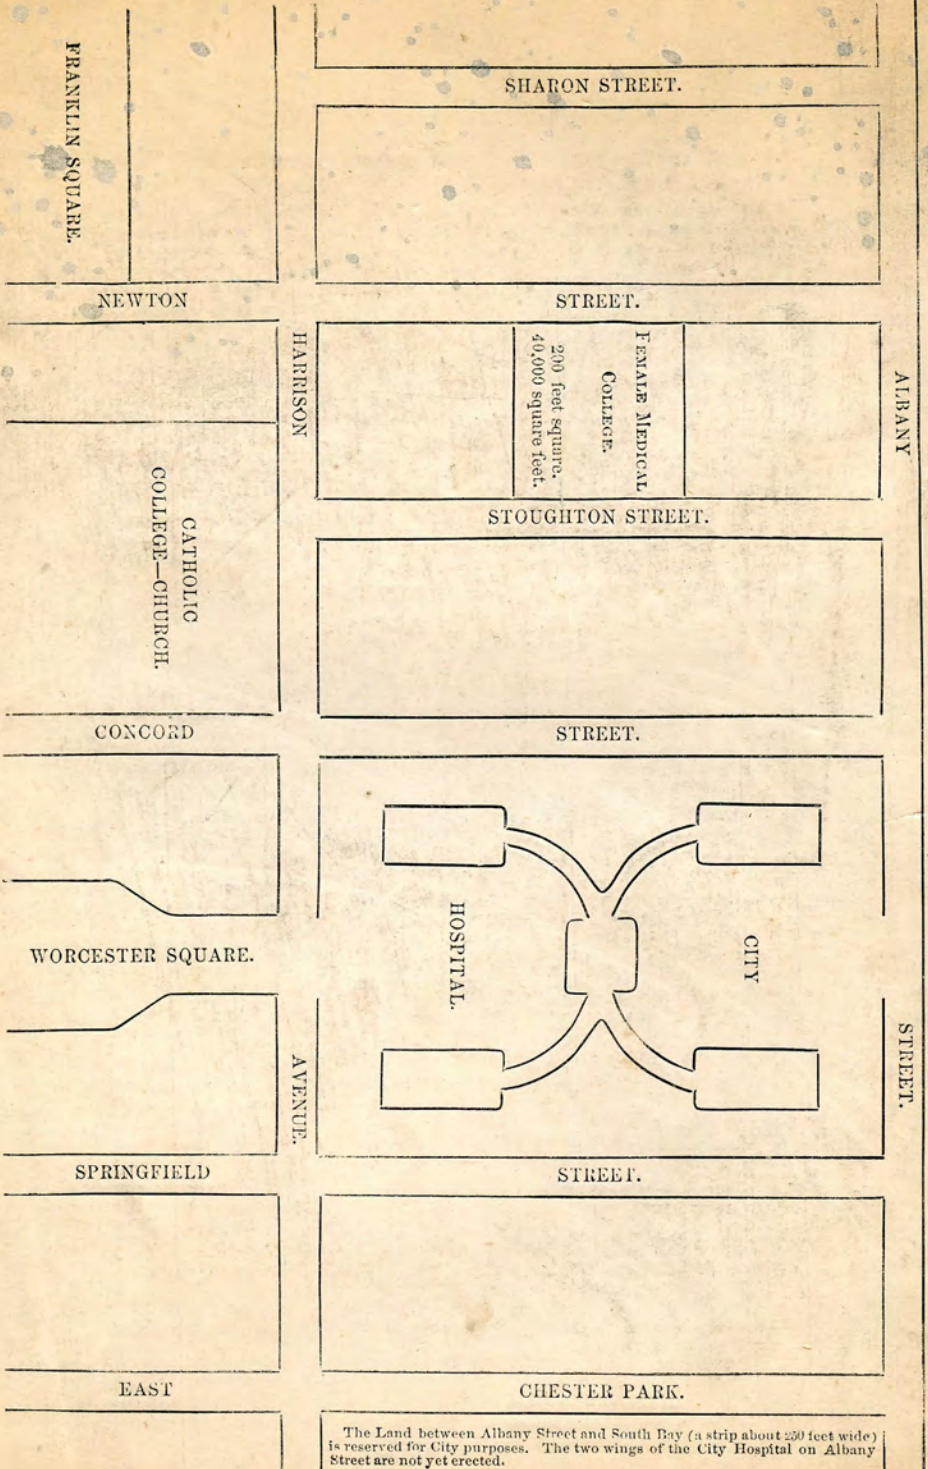 SHARON STREET.
FRANKLIN SQUARE.
NEWTON STREET.
HARRISON AVENUE.
ALBANY STREET.
FEMALE MEDICAL
COLLEGE.
200 feet square.
40,000 square feet.
STOUGHTON STREET.
CATHOLIC
COLLEGE—CHURCH.
CONCORD STREET.
CITY HOSPITAL.
WORCESTER SQUARE.
SPRINGFIELD STREET.
EAST CHESTER PARK.
The Land between Albany Street and South Bay (a strip about 250 feet wide)
is reserved for City purposes. The two wings of the City Hospital on Albany
Street are not yet erected.